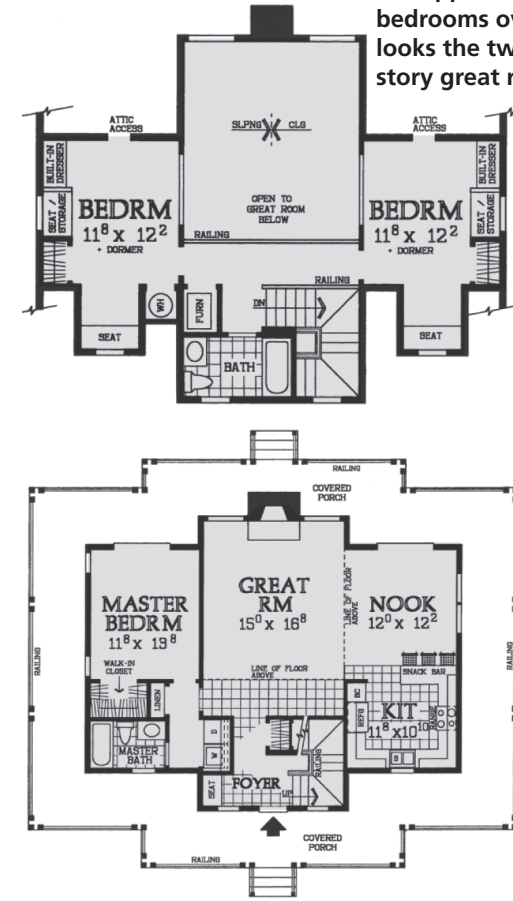 bedrooms ov
looks the tw
story great r
ATTIC
ACCESS
ATTIC
ACCESS
SLPNG CLG
BUILT-IN
DRESSER
SEAT /
STORAGE
BEDRM
11⁸ x 12²
+ DORMER
OPEN TO
GREAT ROOM
BELOW
RAILING
BEDRM
11⁸ x 12²
+ DORMER
BUILT-IN
DRESSER
SEAT /
STORAGE
RAILING
SEAT
WH
FURN
DN
SEAT
BATH
RAILING
COVERED
PORCH
MASTER
BEDRM
11⁸ x 13⁸
GREAT
RM
15⁰ x 16⁸
LINE OF FLOOR
ABOVE
NOOK
12⁰ x 12²
RAILING
RAILING
WALK-IN
CLOSET
LINEN
LINE OF FLOOR
ABOVE
SNACK BAR
BC
REFG
KIT
11⁸ x10¹⁰
RANGE
S
MASTER
BATH
D
W
RAILING
FOYER
UP
SEAT
COVERED
PORCH
RAILING